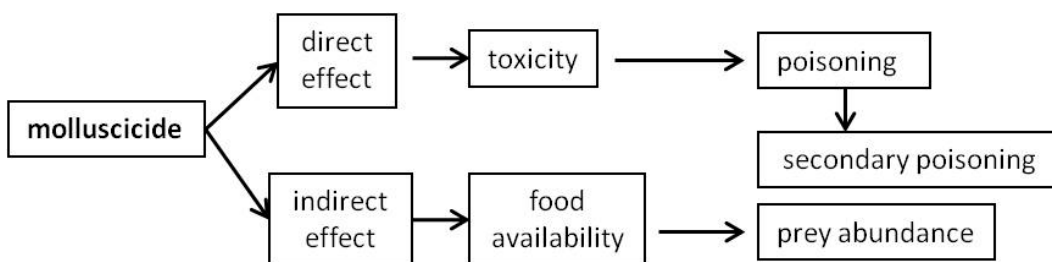 direct
effect
toxicity
poisoning
molluscicide
secondary poisoning
indirect
effect
food
availability
prey abundance